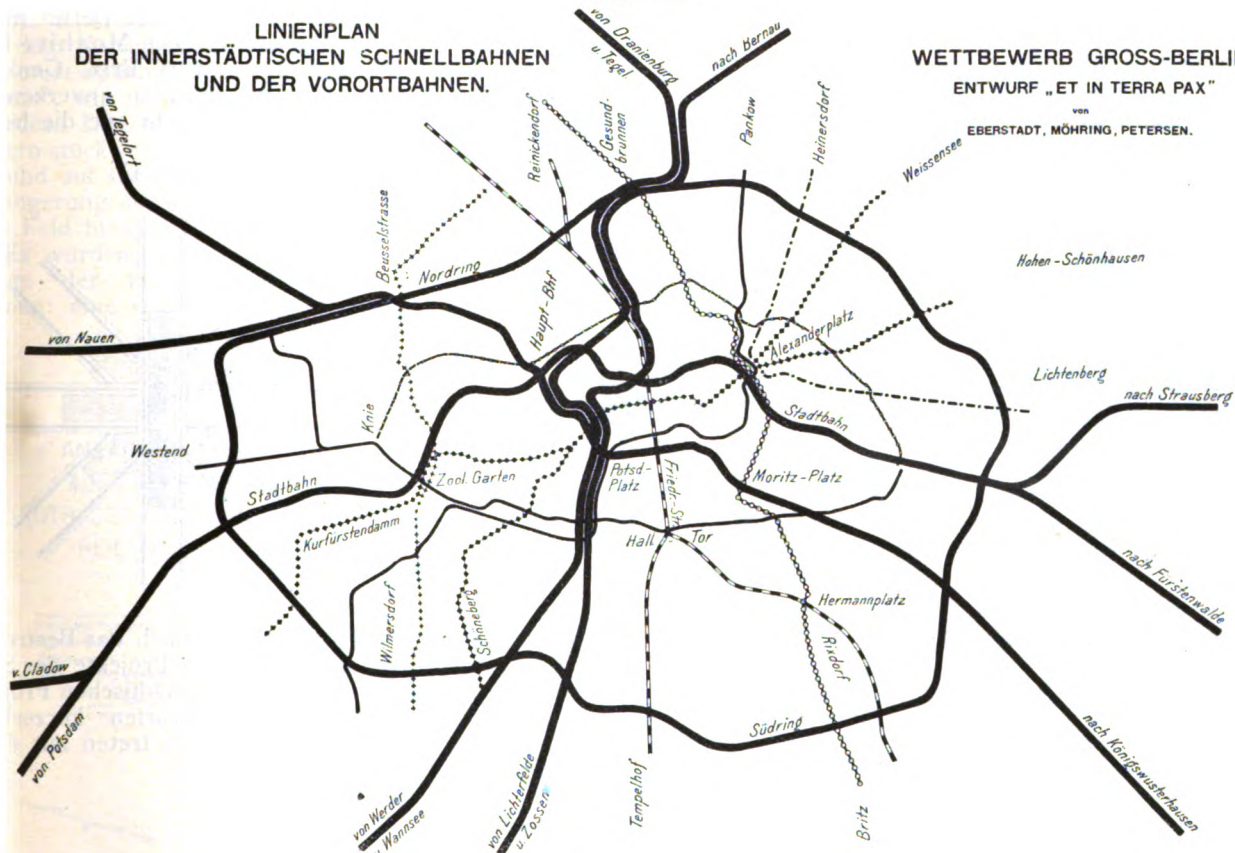 LINIENPLAN
DER INNERSTÄDTISCHEN SCHNELLBAHNEN
UND DER VORORTBAHNEN.
WETTBEWERB GROSS-BERLI
ENTWURF „ET IN TERRA PAX"
von
EBERSTADT, MÖHRING, PETERSEN.
von Oranienburg
u. Tegel
nach Bernau
von Tegelort
Reinickendorf
Gesund-
brunnen
Pankow
Heinersdorf
Weissensee
Beusselstrasse
Nordring
Hohen-Schönhausen
Haupt-Bhf
Alexanderplatz
von Nauen
Lichtenberg
nach Strausberg
Knie
Stadtbahn
Westend
Stadtbahn
Zool. Garten
Potsd-
Platz
Friedr-Str.
Moritz-Platz
Kurfürstendamm
Hall. Tor
nach Fürstenwalde
Wilmersdorf
Schöneberg
Hermannplatz
Rixdorf
v. Cladow
von Potsdam
Südring
nach Königswusterhausen
von Werder
u. Wannsee
von Lichterfelde
u. Zossen
Tempelhof
Britz
treten